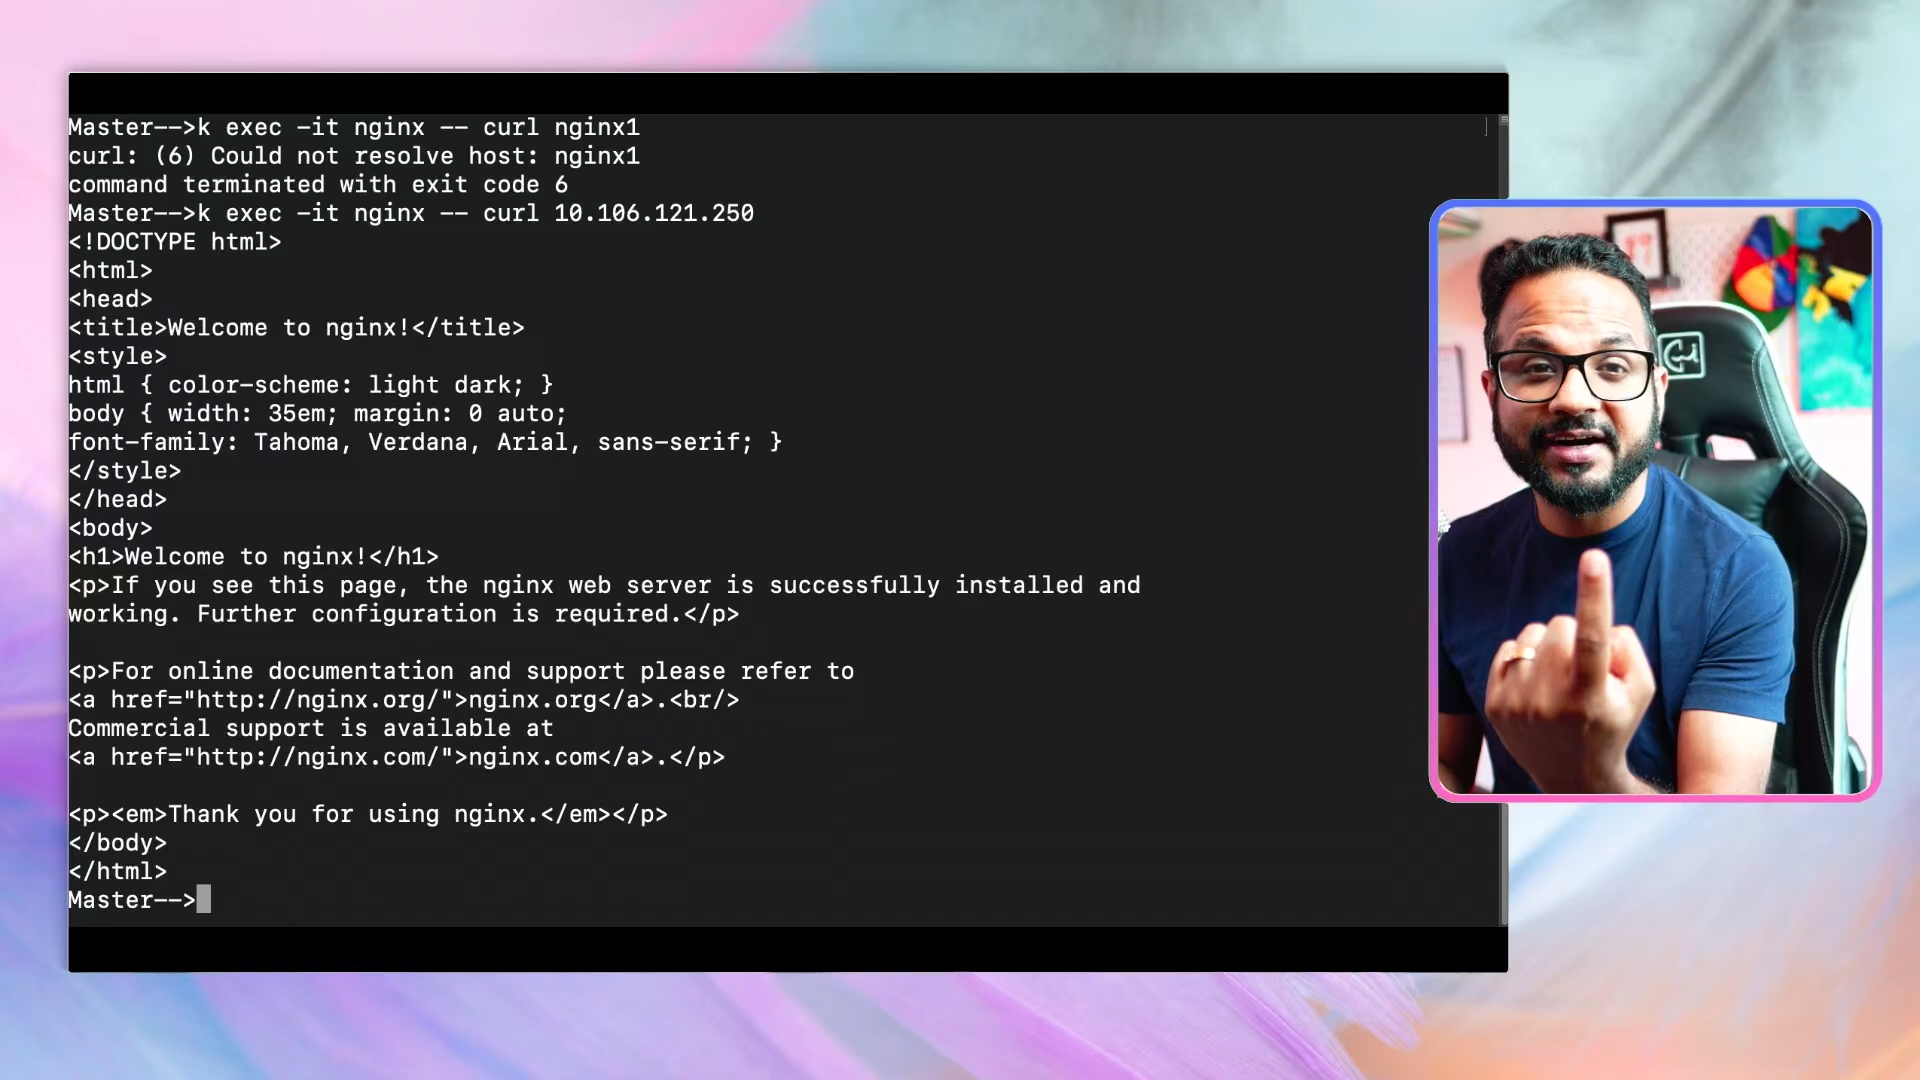 Master-->k exec -it nginx -- curl nginx1
curl: (6) Could not resolve host: nginx1
command terminated with exit code 6
Master-->k exec -it nginx -- curl 10.106.121.250
<!DOCTYPE html>
<html>
<head>
<title>Welcome to nginx!</title>
<style>
html { color-scheme: light dark; }
body { width: 35em; margin: 0 auto;
font-family: Tahoma, Verdana, Arial, sans-serif; }
</style>
</head>
<body>
<h1>Welcome to nginx!</h1>
<p>If you see this page, the nginx web server is successfully installed and
working. Further configuration is required.</p>

<p>For online documentation and support please refer to
<a href="http://nginx.org/">nginx.org</a>.<br/>
Commercial support is available at
<a href="http://nginx.com/">nginx.com</a>.</p>

<p><em>Thank you for using nginx.</em></p>
</body>
</html>
Master-->